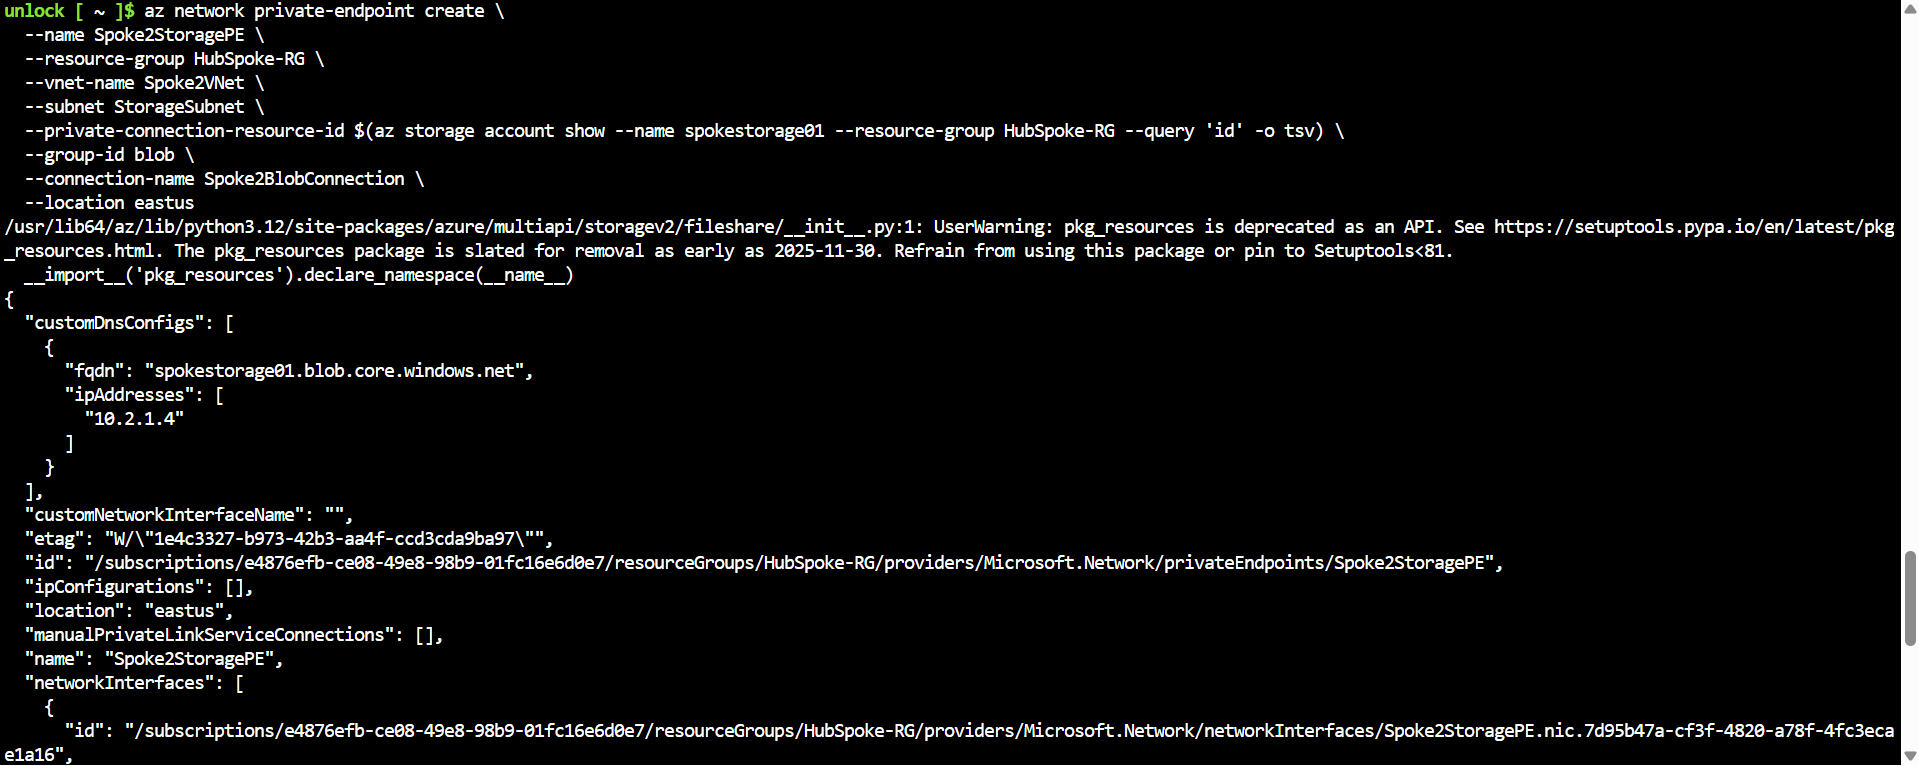 unlock [ ~ ]$ az network private-endpoint create \
  --name Spoke2StoragePE \
  --resource-group HubSpoke-RG \
  --vnet-name Spoke2VNet \
  --subnet StorageSubnet \
  --private-connection-resource-id $(az storage account show --name spokestorage01 --resource-group HubSpoke-RG --query 'id' -o tsv) \
  --group-id blob \
  --connection-name Spoke2BlobConnection \
  --location eastus
/usr/lib64/az/lib/python3.12/site-packages/azure/multiapi/storagev2/fileshare/__init__.py:1: UserWarning: pkg_resources is deprecated as an API. See https://setuptools.pypa.io/en/latest/pkg
_resources.html. The pkg_resources package is slated for removal as early as 2025-11-30. Refrain from using this package or pin to Setuptools<81.
  __import__('pkg_resources').declare_namespace(__name__)
{
  "customDnsConfigs": [
    {
      "fqdn": "spokestorage01.blob.core.windows.net",
      "ipAddresses": [
        "10.2.1.4"
      ]
    }
  ],
  "customNetworkInterfaceName": "",
  "etag": "W/\"1e4c3327-b973-42b3-aa4f-ccd3cda9ba97\"",
  "id": "/subscriptions/e4876efb-ce08-49e8-98b9-01fc16e6d0e7/resourceGroups/HubSpoke-RG/providers/Microsoft.Network/privateEndpoints/Spoke2StoragePE",
  "ipConfigurations": [],
  "location": "eastus",
  "manualPrivateLinkServiceConnections": [],
  "name": "Spoke2StoragePE",
  "networkInterfaces": [
    {
      "id": "/subscriptions/e4876efb-ce08-49e8-98b9-01fc16e6d0e7/resourceGroups/HubSpoke-RG/providers/Microsoft.Network/networkInterfaces/Spoke2StoragePE.nic.7d95b47a-cf3f-4820-a78f-4fc3eca
e1a16",